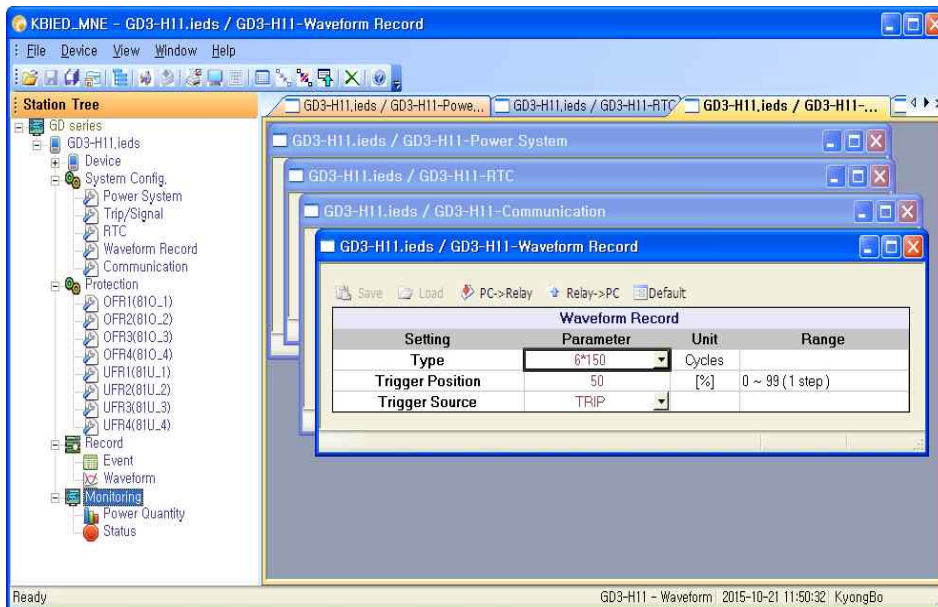 KBIED_MNE - GD3-H11.ieds / GD3-H11-Waveform Record
File Device View Window Help
Station Tree
GD series
GD3-H11.ieds
Device
System Config.
Power System
Trip/Signal
RTC
Waveform Record
Communication
Protection
OFR1(81O_1)
OFR2(81O_2)
OFR3(81O_3)
OFR4(81O_4)
UFR1(81U_1)
UFR2(81U_2)
UFR3(81U_3)
UFR4(81U_4)
Record
Event
Waveform
Monitoring
Power Quantity
Status
GD3-H11.ieds / GD3-H11-Powe... GD3-H11.ieds / GD3-H11-RTC GD3-H11.ieds / GD3-H11-...
GD3-H11.ieds / GD3-H11-Power System
GD3-H11.ieds / GD3-H11-RTC
GD3-H11.ieds / GD3-H11-Communication
GD3-H11.ieds / GD3-H11-Waveform Record
Save Load PC->Relay Relay->PC Default
Waveform Record
Setting Parameter Unit Range
Type 6*150 Cycles
Trigger Position 50 [%] 0 ~ 99 ( 1 step )
Trigger Source TRIP
Ready GD3-H11 - Waveform 2015-10-21 11:50:32 KyongBo